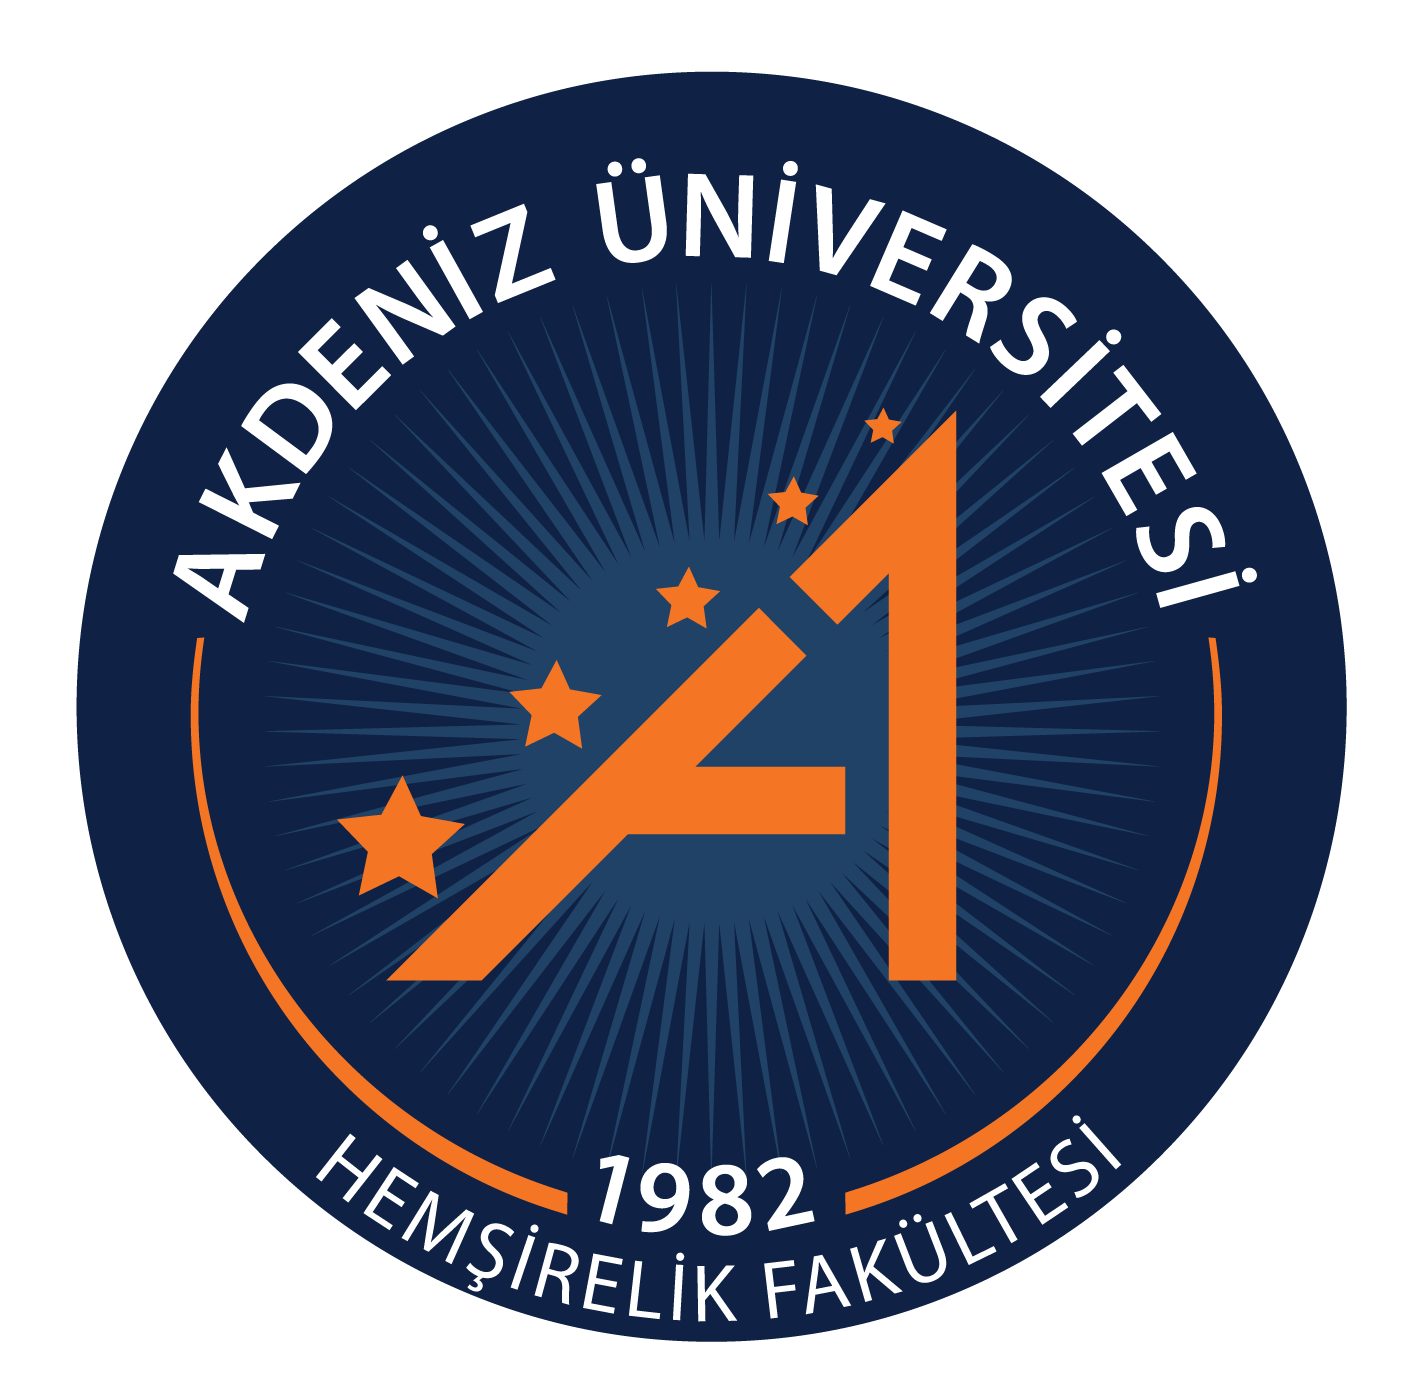 AKDENİZ ÜNİVERSİTESİ
1982
HEMŞİRELİK FAKÜLTESİ